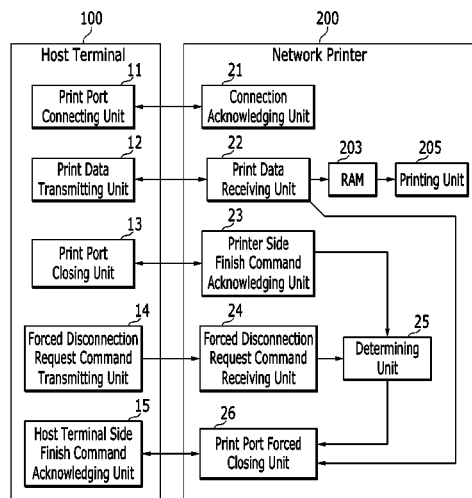 100
Host Terminal
200
Network Printer
11
Print Port
Connecting Unit
21
Connection
Acknowledging Unit
12
Print Data
Transmitting Unit
22
Print Data
Receiving Unit
203
RAM
205
Printing Unit
13
Print Port
Closing Unit
23
Printer Side
Finish Command
Acknowledging Unit
14
Forced Disconnection
Request Command
Transmitting Unit
24
Forced Disconnection
Request Command
Receiving Unit
25
Determining
Unit
15
Host Terminal Side
Finish Command
Acknowledging Unit
26
Print Port Forced
Closing Unit